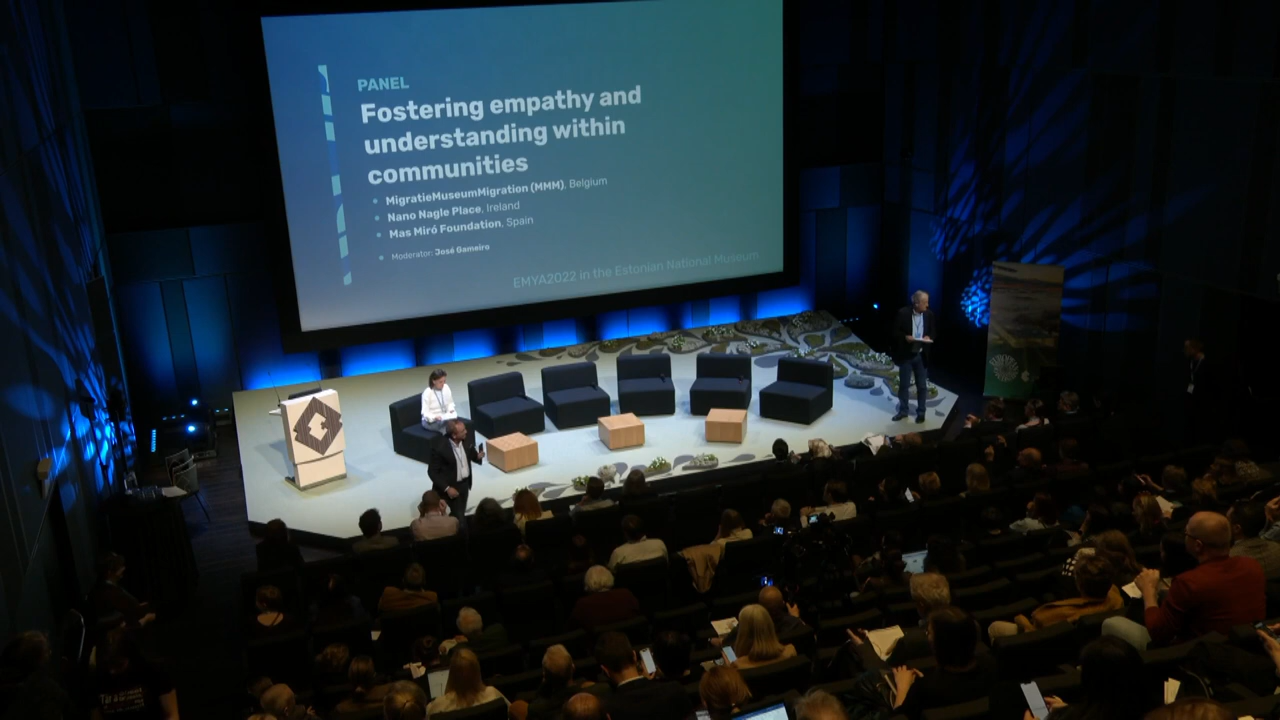 PANEL
Fostering empathy and
understanding within
communities
MigratieMuseumMigration (MMM), Belgium
Nano Nagle Place, Ireland
Mas Miró Foundation, Spain
Moderator: José Gameiro
EMYA2022 in the Estonian National Museum